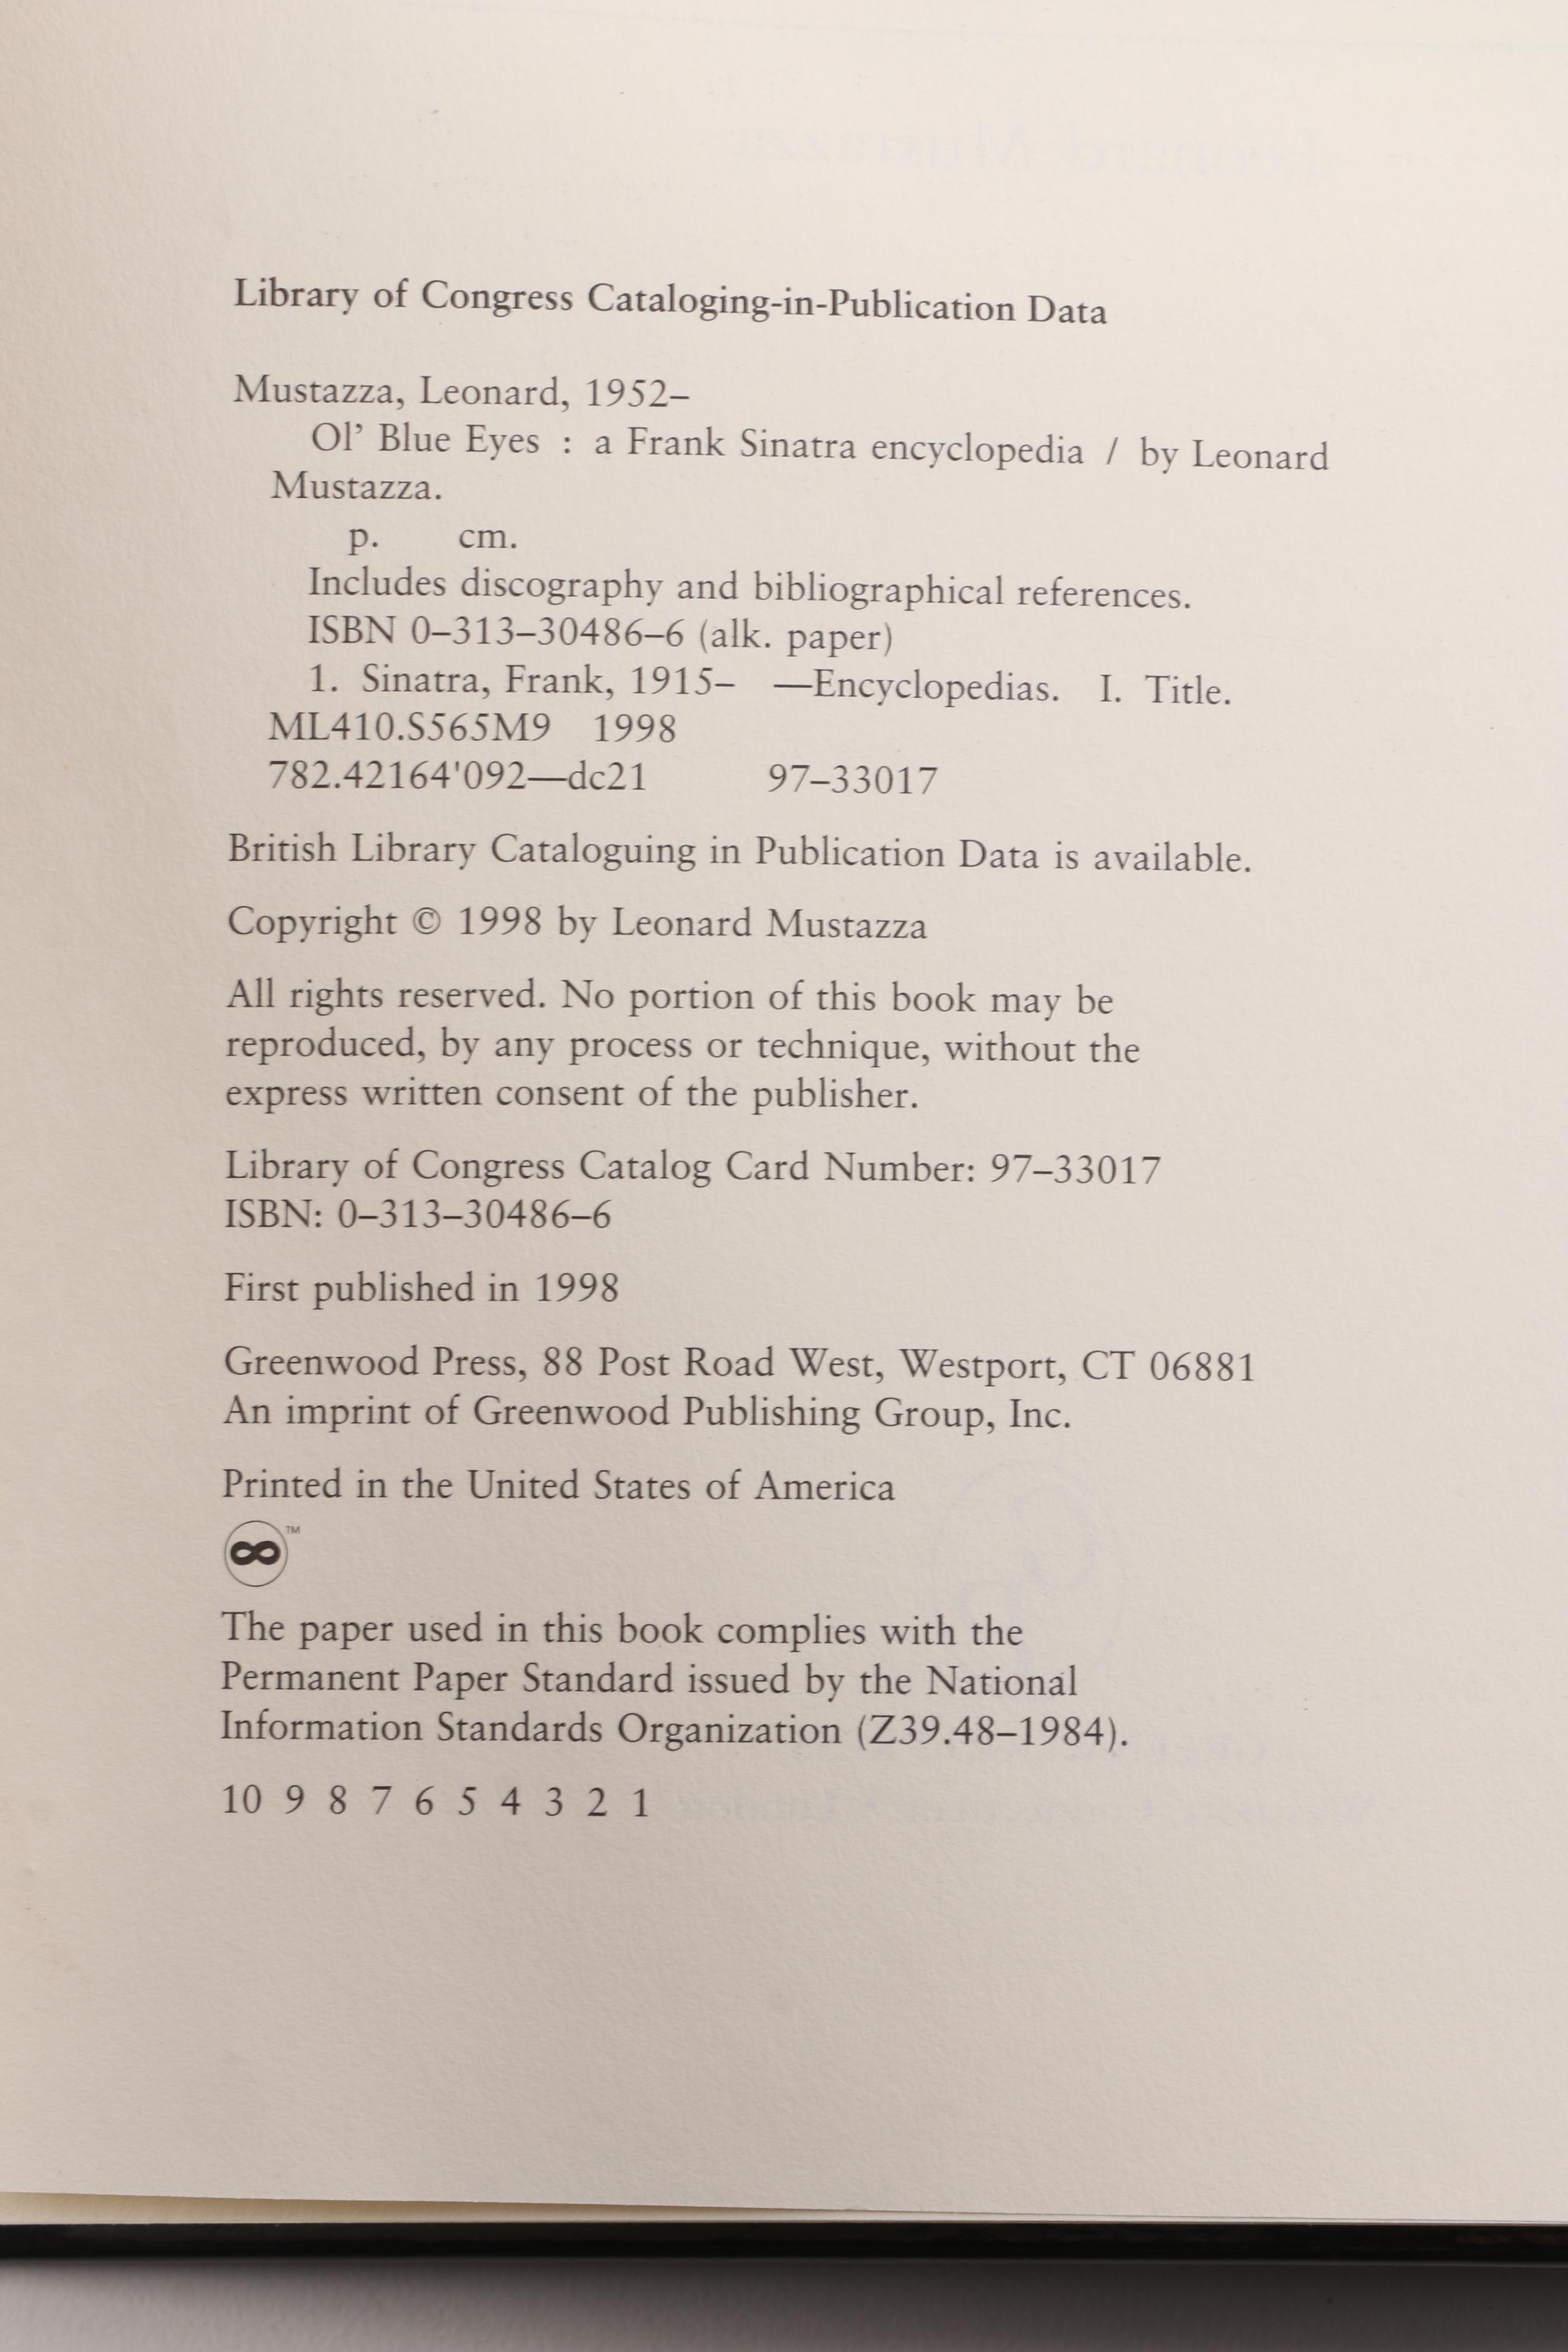 Library of Congress Cataloging-in-Publication Data
Mustazza, Leonard, 1952–
Ol’ Blue Eyes : a Frank Sinatra encyclopedia / by Leonard
Mustazza.
p. cm.
Includes discography and bibliographical references.
ISBN 0–313–30486–6 (alk. paper)
1. Sinatra, Frank, 1915– —Encyclopedias. I. Title.
ML410.S565M9 1998
782.42164'092—dc21 97–33017
British Library Cataloguing in Publication Data is available.
Copyright © 1998 by Leonard Mustazza
All rights reserved. No portion of this book may be
reproduced, by any process or technique, without the
express written consent of the publisher.
Library of Congress Catalog Card Number: 97–33017
ISBN: 0–313–30486–6
First published in 1998
Greenwood Press, 88 Post Road West, Westport, CT 06881
An imprint of Greenwood Publishing Group, Inc.
Printed in the United States of America
∞™
The paper used in this book complies with the
Permanent Paper Standard issued by the National
Information Standards Organization (Z39.48–1984).
10 9 8 7 6 5 4 3 2 1